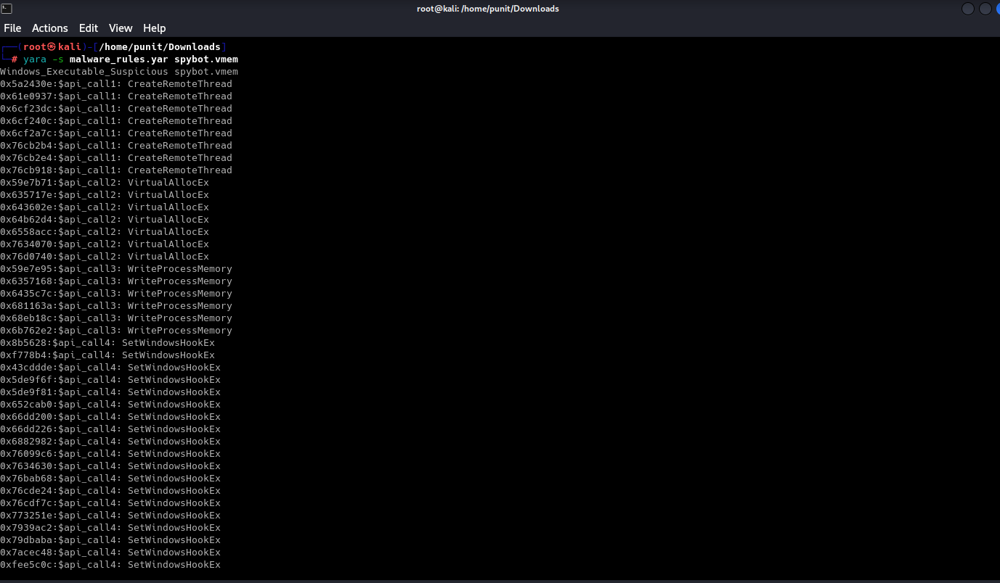 root@kali: /home/punit/Downloads
File Actions Edit View Help
┌──(root㉿kali)-[/home/punit/Downloads]
└─# yara -s malware_rules.yar spybot.vmem
Windows_Executable_Suspicious spybot.vmem
0x5a2430e:$api_call1: CreateRemoteThread
0x61e0937:$api_call1: CreateRemoteThread
0x6cf23dc:$api_call1: CreateRemoteThread
0x6cf240c:$api_call1: CreateRemoteThread
0x6cf2a7c:$api_call1: CreateRemoteThread
0x76cb2b4:$api_call1: CreateRemoteThread
0x76cb2e4:$api_call1: CreateRemoteThread
0x76cb918:$api_call1: CreateRemoteThread
0x59e7b71:$api_call2: VirtualAllocEx
0x635717e:$api_call2: VirtualAllocEx
0x643602e:$api_call2: VirtualAllocEx
0x64b62d4:$api_call2: VirtualAllocEx
0x6558acc:$api_call2: VirtualAllocEx
0x7634070:$api_call2: VirtualAllocEx
0x76d0740:$api_call2: VirtualAllocEx
0x59e7e95:$api_call3: WriteProcessMemory
0x6357168:$api_call3: WriteProcessMemory
0x6435c7c:$api_call3: WriteProcessMemory
0x681163a:$api_call3: WriteProcessMemory
0x68eb18c:$api_call3: WriteProcessMemory
0x6b762e2:$api_call3: WriteProcessMemory
0x8b5628:$api_call4: SetWindowsHookEx
0xf778b4:$api_call4: SetWindowsHookEx
0x43cddde:$api_call4: SetWindowsHookEx
0x5de9f6f:$api_call4: SetWindowsHookEx
0x5de9f81:$api_call4: SetWindowsHookEx
0x652cab0:$api_call4: SetWindowsHookEx
0x66dd200:$api_call4: SetWindowsHookEx
0x66dd226:$api_call4: SetWindowsHookEx
0x6882982:$api_call4: SetWindowsHookEx
0x76099c6:$api_call4: SetWindowsHookEx
0x7634630:$api_call4: SetWindowsHookEx
0x76bab68:$api_call4: SetWindowsHookEx
0x76cde24:$api_call4: SetWindowsHookEx
0x76cdf7c:$api_call4: SetWindowsHookEx
0x773251e:$api_call4: SetWindowsHookEx
0x7939ac2:$api_call4: SetWindowsHookEx
0x79dbaba:$api_call4: SetWindowsHookEx
0x7acec48:$api_call4: SetWindowsHookEx
0xfee5c0c:$api_call4: SetWindowsHookEx